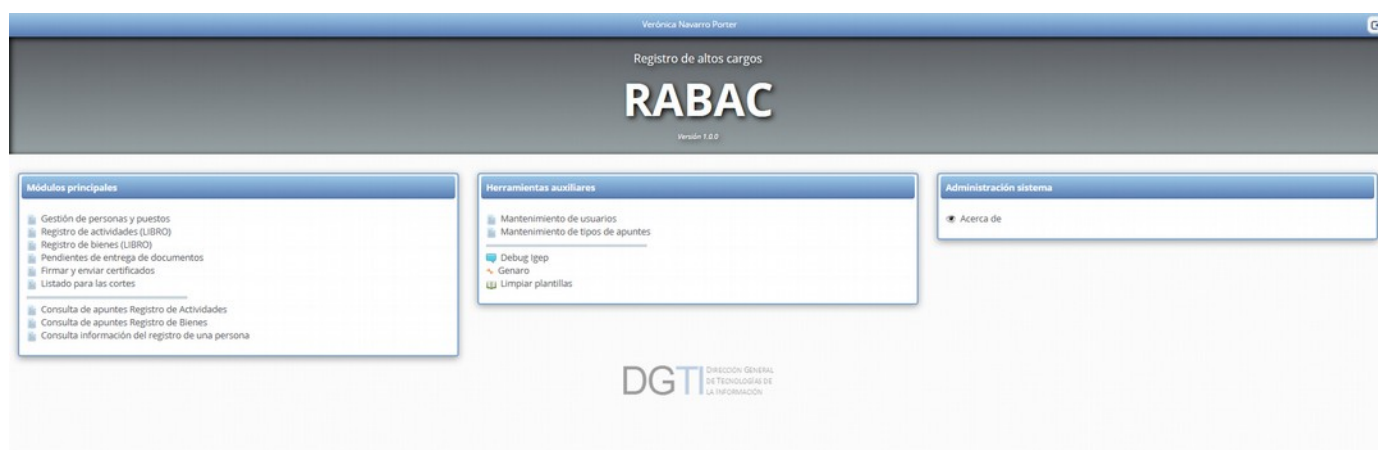 Verónica Navarro Porter
Registro de altos cargos
RABAC
Versión 1.0.0
Módulos principales
Gestión de personas y puestos
Registro de actividades (LIBRO)
Registro de bienes (LIBRO)
Pendientes de entrega de documentos
Firmar y enviar certificados
Listado para las cortes
Consulta de apuntes Registro de Actividades
Consulta de apuntes Registro de Bienes
Consulta información del registro de una persona
Herramientas auxiliares
Mantenimiento de usuarios
Mantenimiento de tipos de apuntes
Debug Igep
Genaro
Limpiar plantillas
Administración sistema
Acerca de
DGTI
DIRECCIÓN GENERAL
DE TECNOLOGÍAS DE
LA INFORMACIÓN